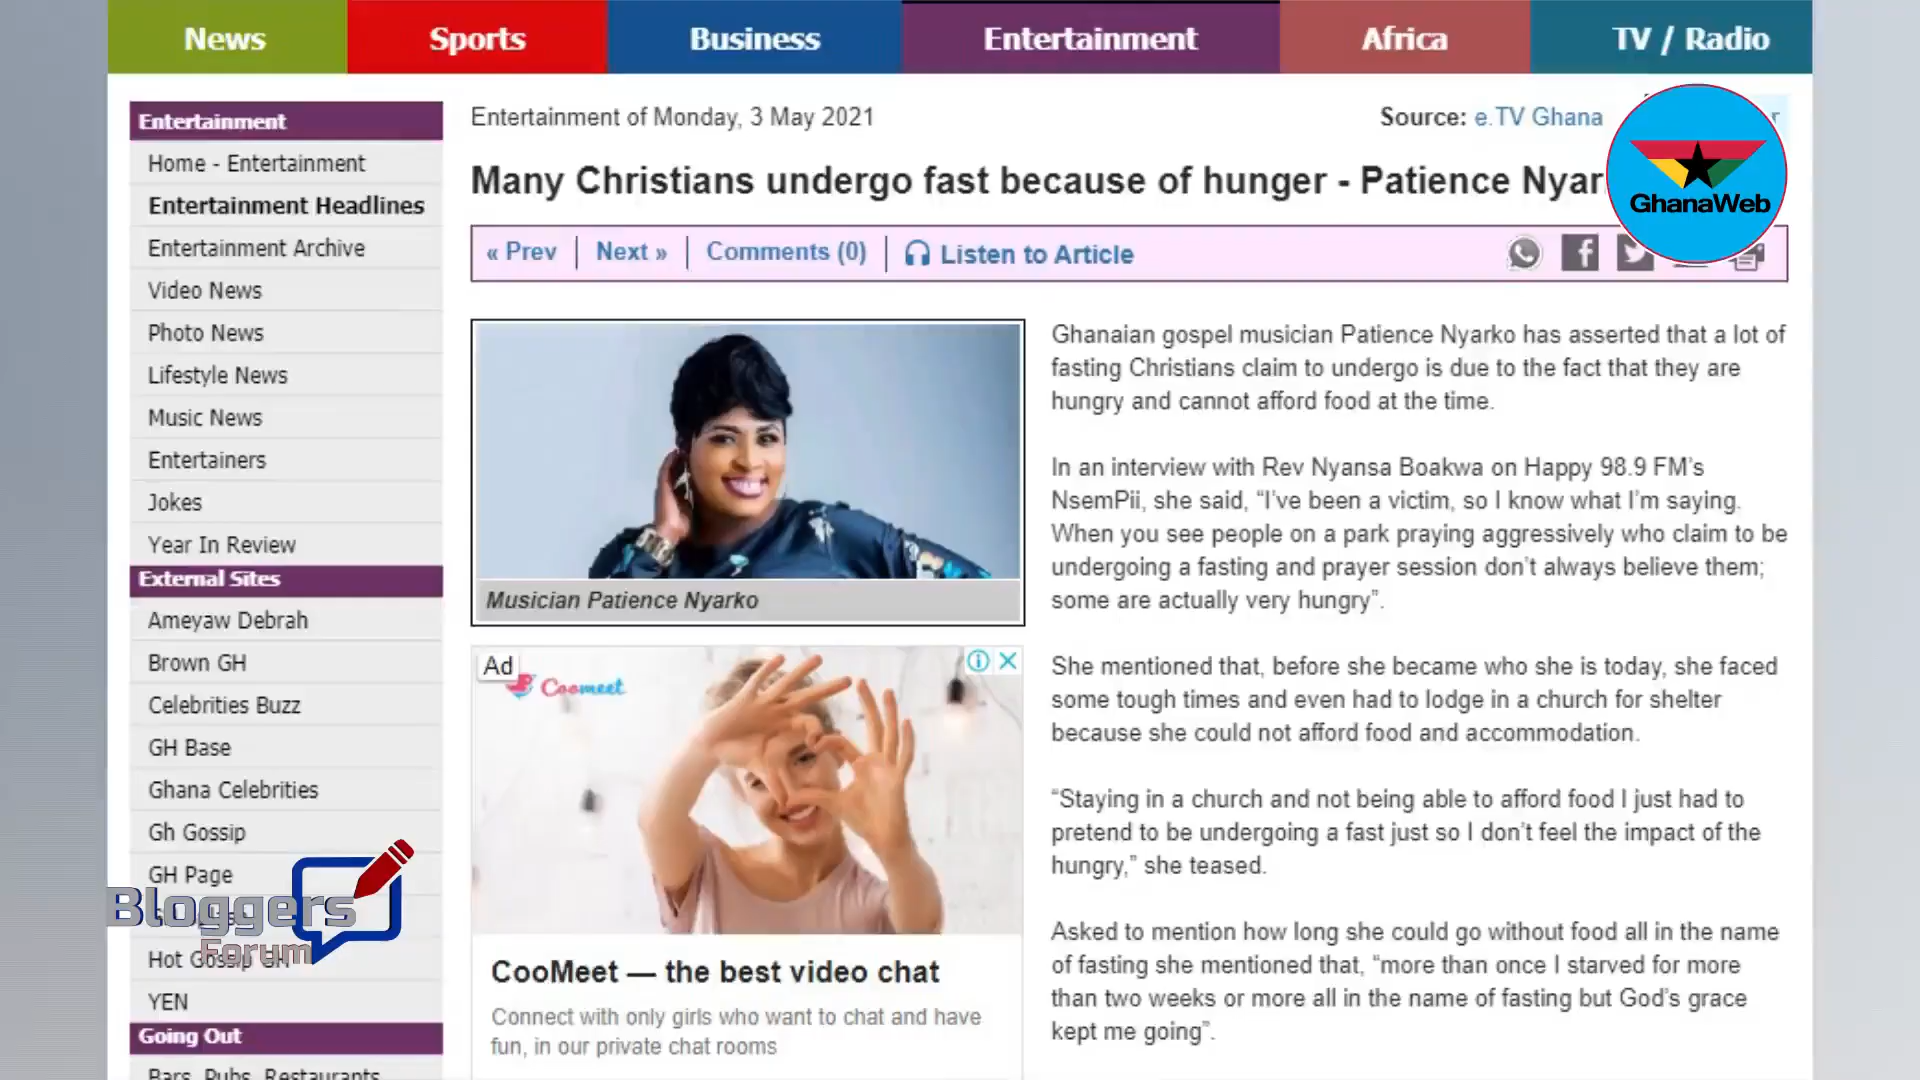 News Sports Business Entertainment Africa TV / Radio
Entertainment
Home - Entertainment
Entertainment Headlines
Entertainment Archive
Video News
Photo News
Lifestyle News
Music News
Entertainers
Jokes
Year In Review
External Sites
Ameyaw Debrah
Brown GH
Celebrities Buzz
GH Base
Ghana Celebrities
Gh Gossip
GH Page
Hot Gossip GH
YEN
Going Out
Bars, Pubs, Restaurants
Bloggers
Forum
Entertainment of Monday, 3 May 2021
Source: e.TV Ghana
GhanaWeb
Many Christians undergo fast because of hunger - Patience Nyar
« Prev | Next » | Comments (0) | Listen to Article
Musician Patience Nyarko
Ad
Coomeet
CooMeet — the best video chat
Connect with only girls who want to chat and have
fun, in our private chat rooms
Ghanaian gospel musician Patience Nyarko has asserted that a lot of
fasting Christians claim to undergo is due to the fact that they are
hungry and cannot afford food at the time.
In an interview with Rev Nyansa Boakwa on Happy 98.9 FM’s
NsemPii, she said, “I’ve been a victim, so I know what I’m saying.
When you see people on a park praying aggressively who claim to be
undergoing a fasting and prayer session don’t always believe them;
some are actually very hungry”.
She mentioned that, before she became who she is today, she faced
some tough times and even had to lodge in a church for shelter
because she could not afford food and accommodation.
“Staying in a church and not being able to afford food I just had to
pretend to be undergoing a fast just so I don’t feel the impact of the
hungry,” she teased.
Asked to mention how long she could go without food all in the name
of fasting she mentioned that, “more than once I starved for more
than two weeks or more all in the name of fasting but God’s grace
kept me going”.